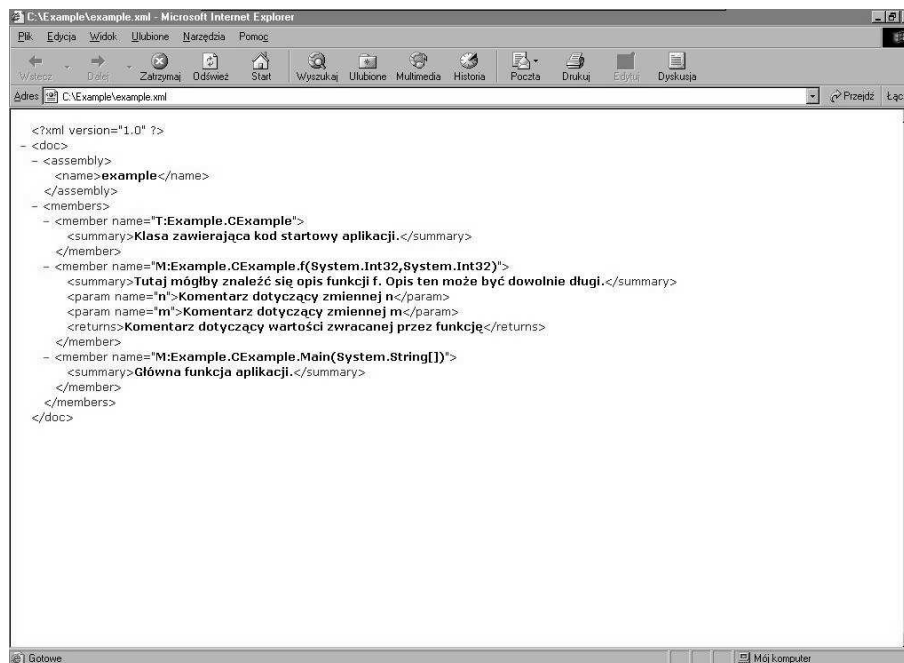 C:\Example\example.xml - Microsoft Internet Explorer
Plik Edycja Widok Ulubione Narzędzia Pomoc
Wstecz Dalej Zatrzymaj Odśwież Start Wyszukaj Ulubione Multimedia Historia Poczta Drukuj Edytuj Dyskusja
Adres C:\Example\example.xml Przejdź Łąc
<?xml version="1.0" ?>
- <doc>
- <assembly>
<name>example</name>
</assembly>
- <members>
- <member name="T:Example.CExample">
<summary>Klasa zawierająca kod startowy aplikacji.</summary>
</member>
- <member name="M:Example.CExample.f(System.Int32,System.Int32)">
<summary>Tutaj mógłby znaleźć się opis funkcji f. Opis ten może być dowolnie długi.</summary>
<param name="n">Komentarz dotyczący zmiennej n</param>
<param name="m">Komentarz dotyczący zmiennej m</param>
<returns>Komentarz dotyczący wartości zwracanej przez funkcję</returns>
</member>
- <member name="M:Example.CExample.Main(System.String[])">
<summary>Główna funkcja aplikacji.</summary>
</member>
</members>
</doc>
Gotowe Mój komputer